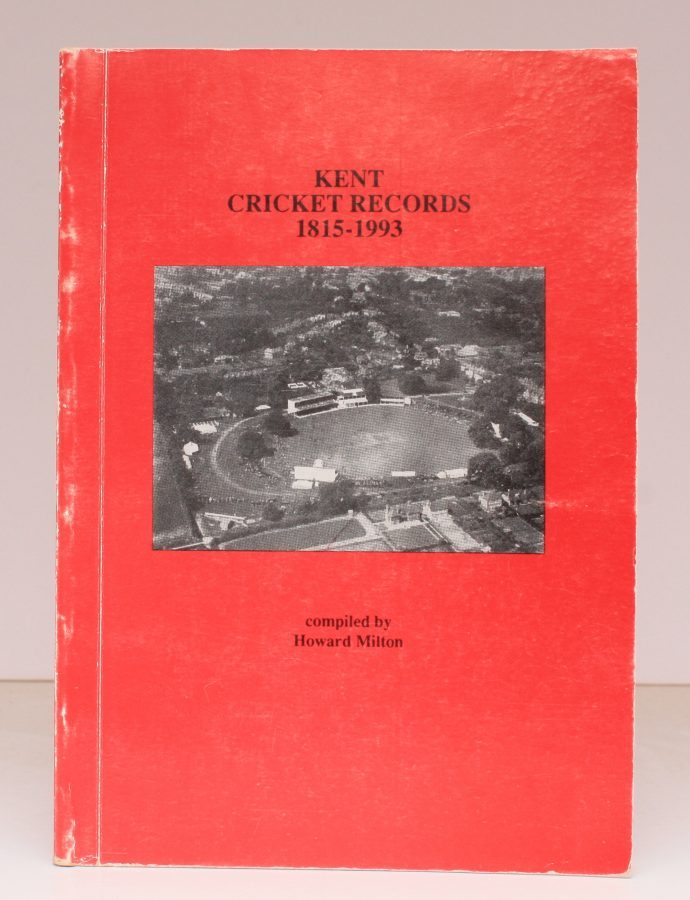 KENT
CRICKET RECORDS
1815-1993
compiled by
Howard Milton